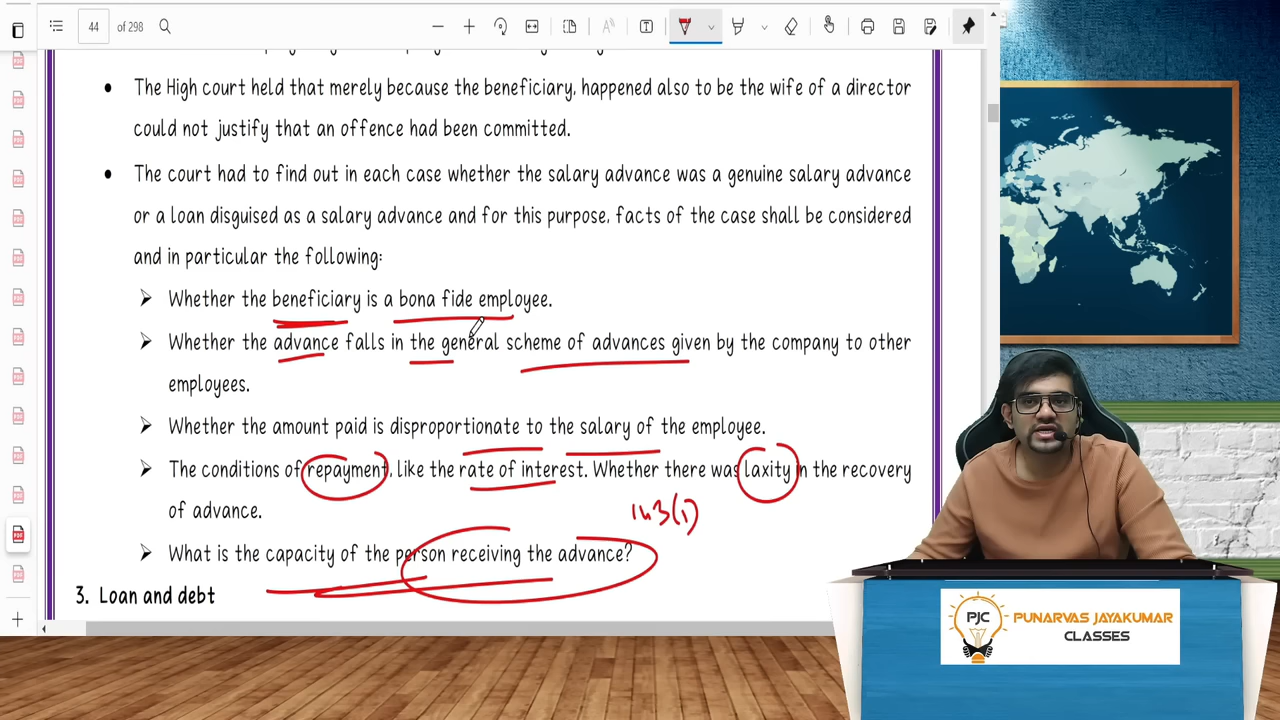 44 of 298
The High court held that merely because the beneficiary, happened also to be the wife of a director
could not justify that an offence had been committed.
The court had to find out in each case whether the salary advance was a genuine salary advance
or a loan disguised as a salary advance and for this purpose, facts of the case shall be considered
and in particular the following:
Whether the beneficiary is a bona fide employee.
Whether the advance falls in the general scheme of advances given by the company to other
employees.
Whether the amount paid is disproportionate to the salary of the employee.
The conditions of repayment, like the rate of interest. Whether there was laxity in the recovery
of advance.
What is the capacity of the person receiving the advance?
3. Loan and debt
PJC
PUNARVAS JAYAKUMAR
CLASSES